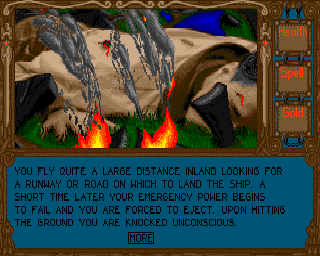 Health
Spell
Gold
YOU FLY QUITE A LARGE DISTANCE INLAND LOOKING FOR
A RUNWAY OR ROAD ON WHICH TO LAND THE SHIP. A
SHORT TIME LATER YOUR EMERGENCY POWER BEGINS
TO FAIL AND YOU ARE FORCED TO EJECT. UPON HITTING
THE GROUND YOU ARE KNOCKED UNCONSCIOUS.
MORE